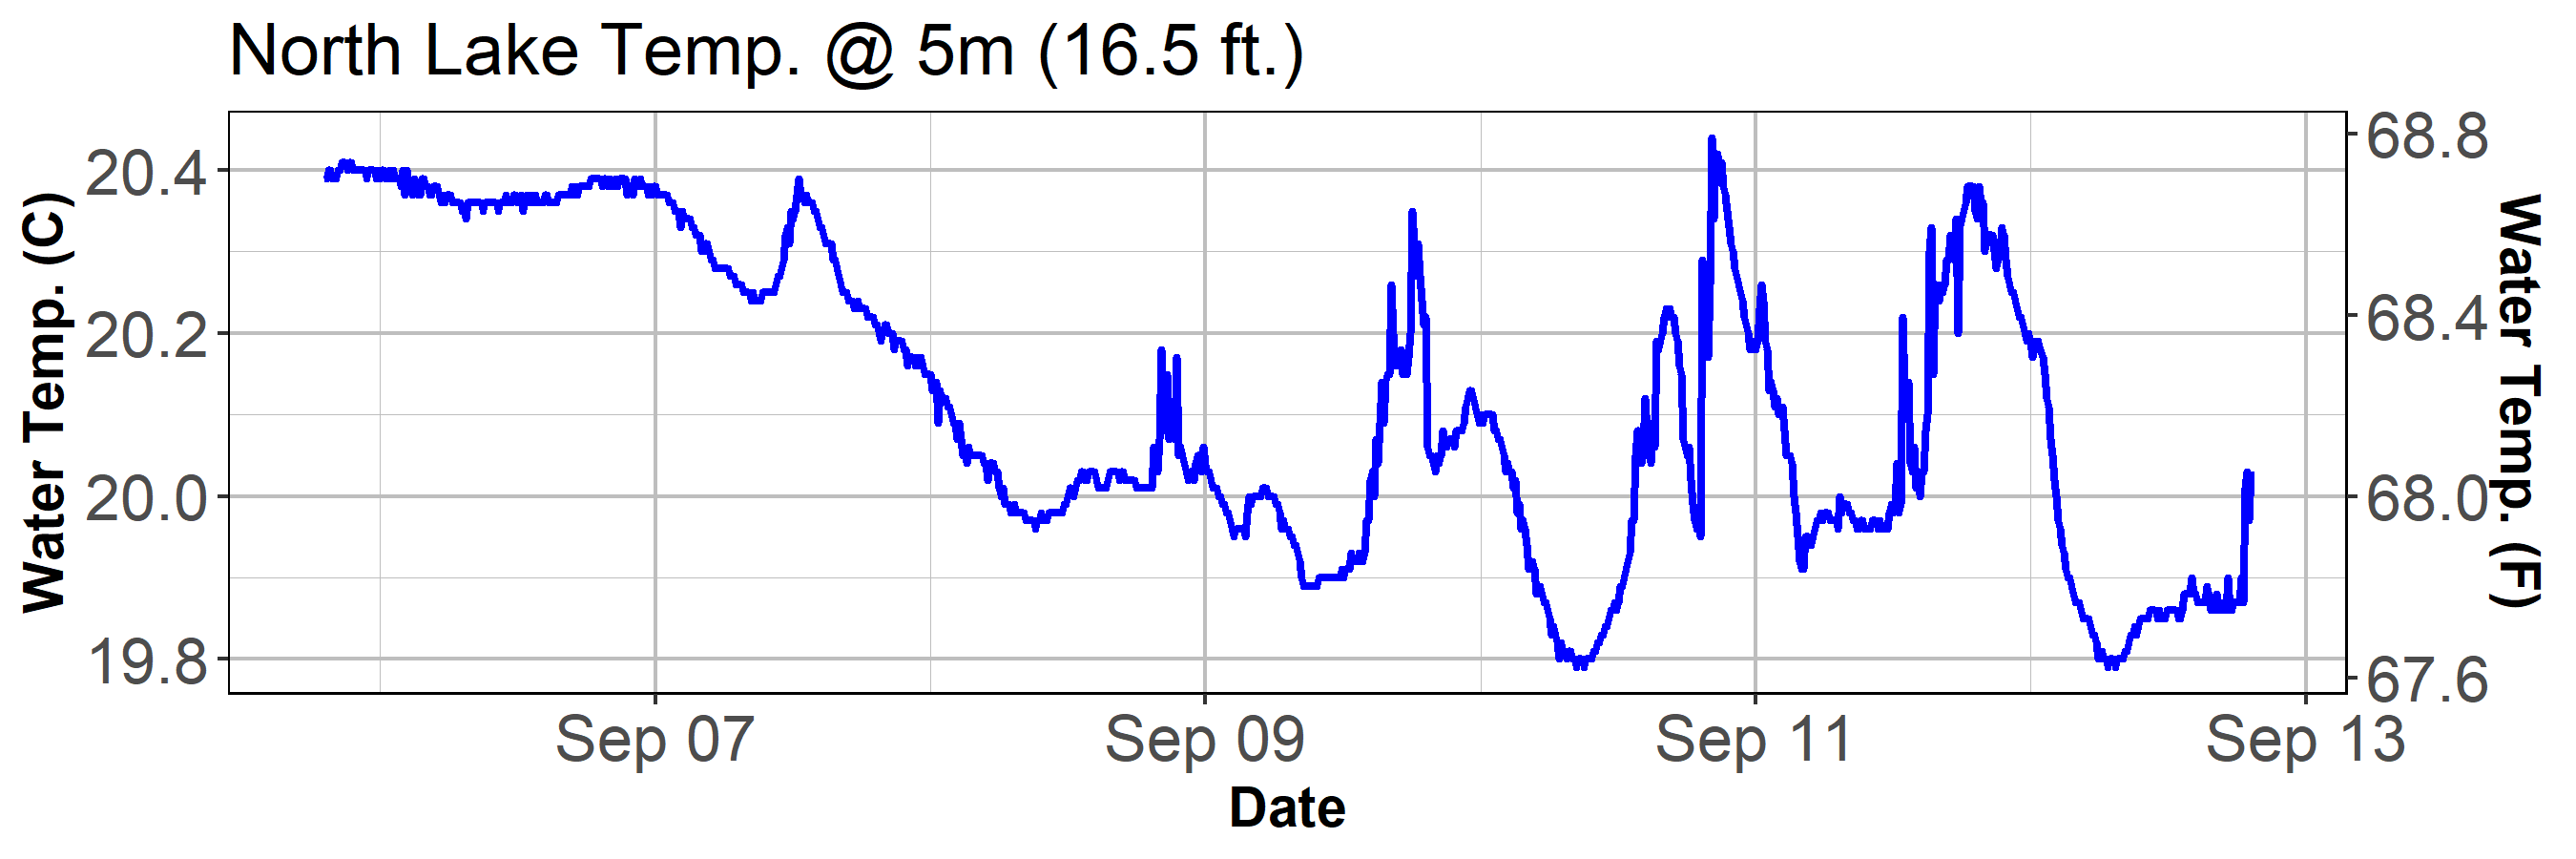 North Lake Temp. @ 5m (16.5 ft.)
Water Temp. (C)
20.4
20.2
20.0
19.8
68.8
68.4
68.0
67.6
Water Temp. (F)
Sep 07 Sep 09 Sep 11 Sep 13
Date